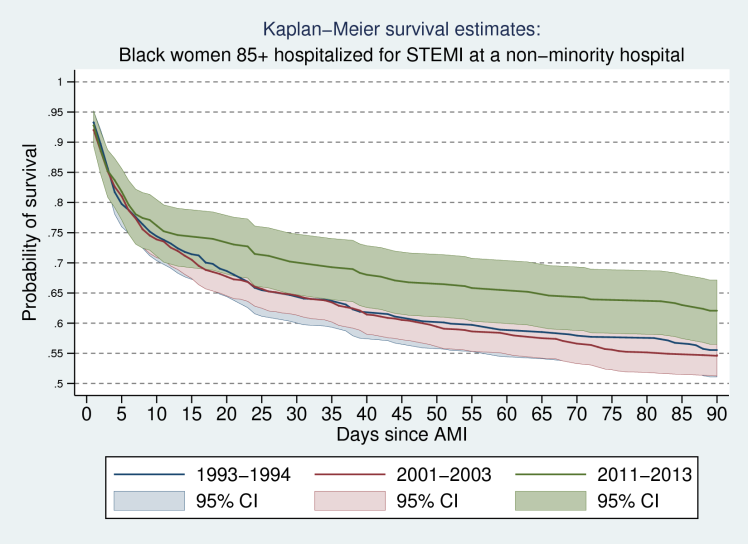 Kaplan−Meier survival estimates:
Black women 85+ hospitalized for STEMI at a non−minority hospital
Probability of survival
1
.95
.9
.85
.8
.75
.7
.65
.6
.55
.5
0 5 10 15 20 25 30 35 40 45 50 55 60 65 70 75 80 85 90
Days since AMI
1993−1994 2001−2003 2011−2013
95% CI 95% CI 95% CI